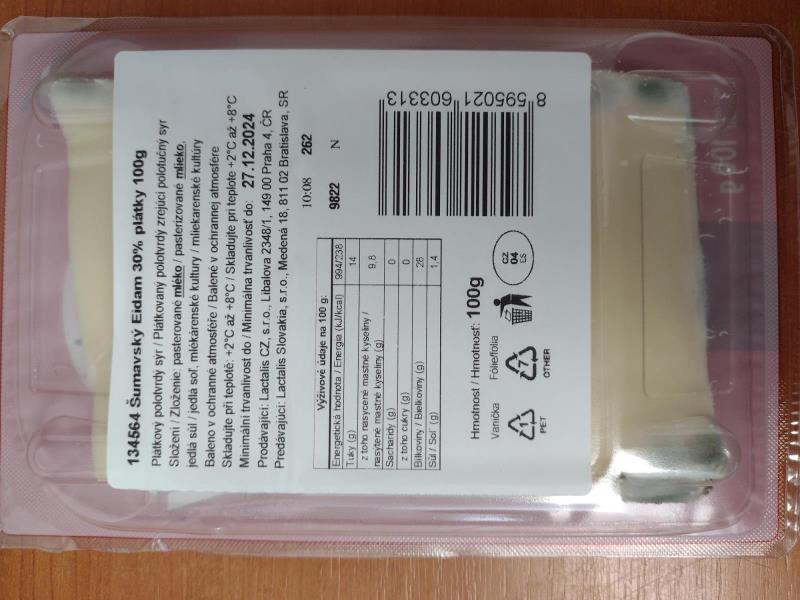 134564 Šumavský Eidam 30% plátky 100g
Plátkový polotvrdý sýr / Plátkovaný polotvrdý zrejúci polotučný syr
Složení / Zloženie: pasterované mléko / pasterizované mlieko,
jedlá sůl / jedlá soľ, mlékárenské kultury / mliekarenské kultúry
Baleno v ochranné atmosféře / Balené v ochrannej atmosfére
Skladujte při teplotě: +2°C až +8°C / Skladujte pri teplote +2°C až +8°C
Minimální trvanlivost do / Minimálna trvanlivosť do: 27.12.2024
Prodávající: Lactalis CZ, s.r.o., Libalova 2348/1, 149 00 Praha 4, ČR
Predávajúci: Lactalis Slovakia, s.r.o., Medená 18, 811 02 Bratislava, SR
10:08 262
9822 N
Výživové údaje na 100 g:
Energetická hodnota / Energia (kJ/kcal) 994/238
Tuky (g) 14
z toho nasycené mastné kyseliny /
nasýtené mastné kyseliny (g) 9,8
Sacharidy (g) 0
z toho cukry (g) 0
Bílkoviny / Bielkoviny (g) 28
Sůl / Soľ (g) 1,4
8 595021 603313
Hmotnost / Hmotnosť: 100g
Vanička Fólie/fólia
1 7
PET OTHER
CZ
04
ES
100 g